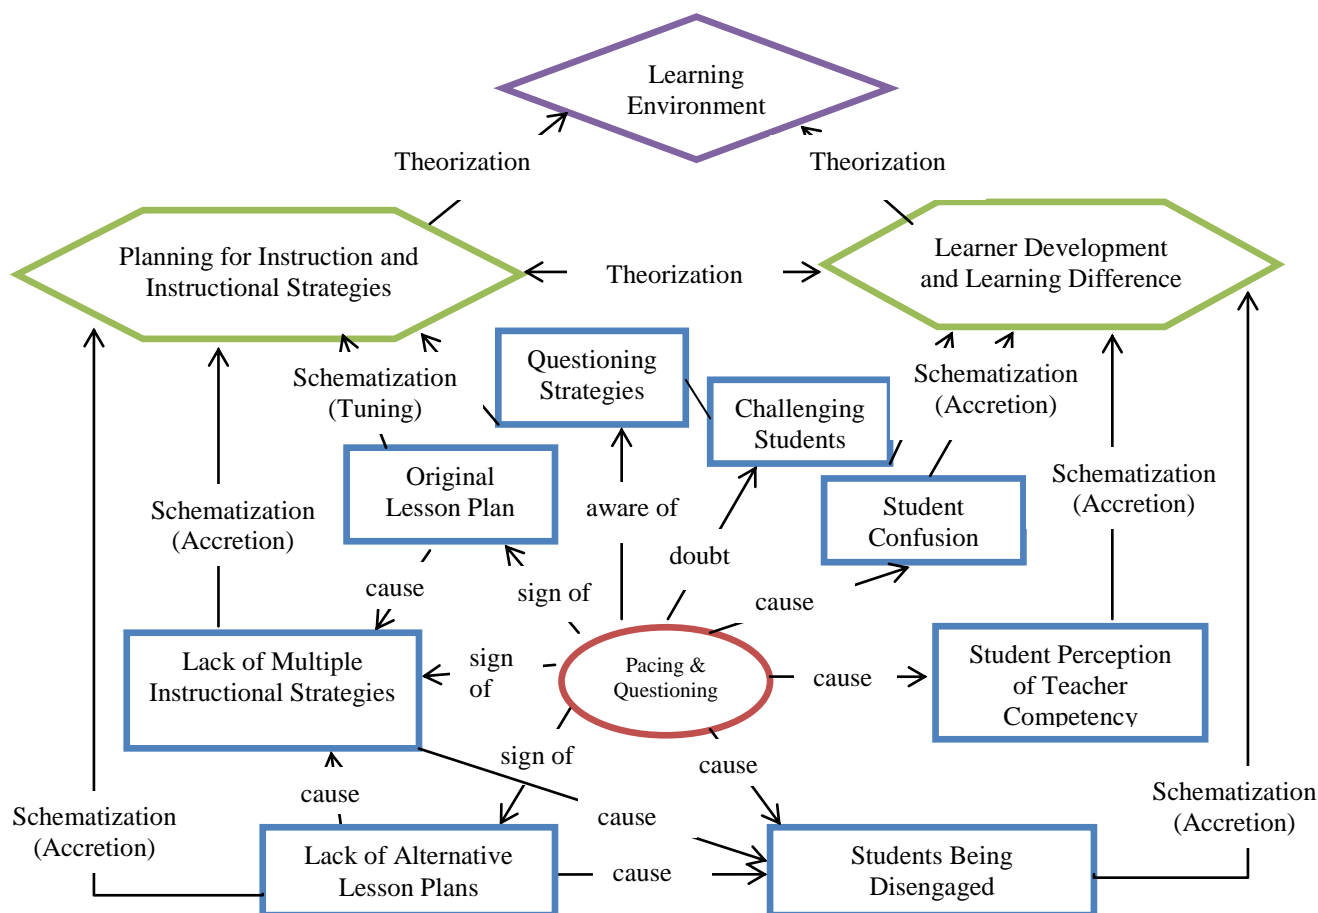 Learning
Environment
Theorization
Theorization
Planning for Instruction and
Instructional Strategies
Theorization
Learner Development
and Learning Difference
Schematization
(Tuning)
Questioning
Strategies
Challenging
Students
Schematization
(Accretion)
Original
Lesson Plan
aware of
doubt
Student
Confusion
Schematization
(Accretion)
Schematization
(Accretion)
cause
sign of
cause
Lack of Multiple
Instructional Strategies
sign
of
Pacing &
Questioning
cause
Student Perception
of Teacher
Competency
sign of
cause
cause
cause
Schematization
(Accretion)
Schematization
(Accretion)
Lack of Alternative
Lesson Plans
cause
Students Being
Disengaged